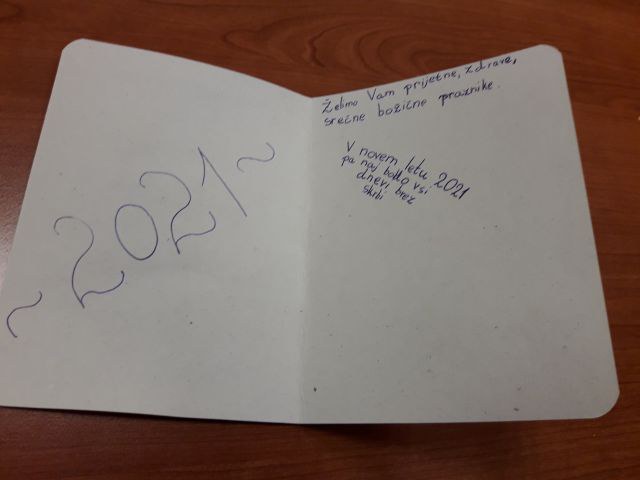 ~ 2021 ~
Želimo Vam prijetne, zdrave,
srečne božične praznike.
V novem letu 2021
pa naj bodo vsi
dnevi brez
skrbi